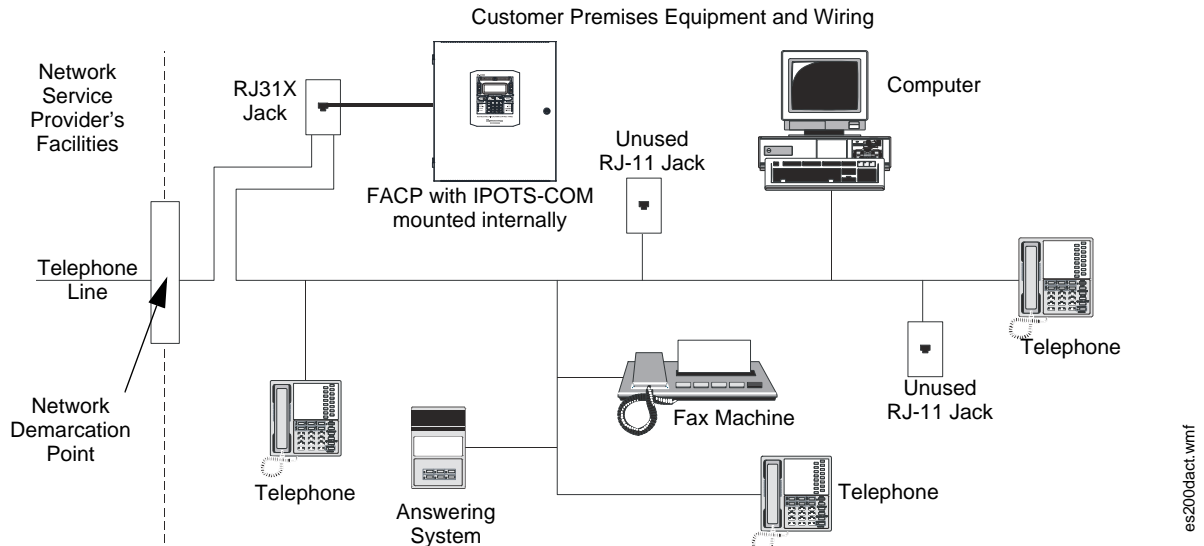 Customer Premises Equipment and Wiring
Network
Service
Provider's
Facilities
RJ31X
Jack
Computer
Unused
RJ-11 Jack
FACP with IPOTS-COM
mounted internally
Telephone
Line
Telephone
Unused
RJ-11 Jack
Fax Machine
Network
Demarcation
Point
Telephone
Answering
System
Telephone
es200dact.wmf